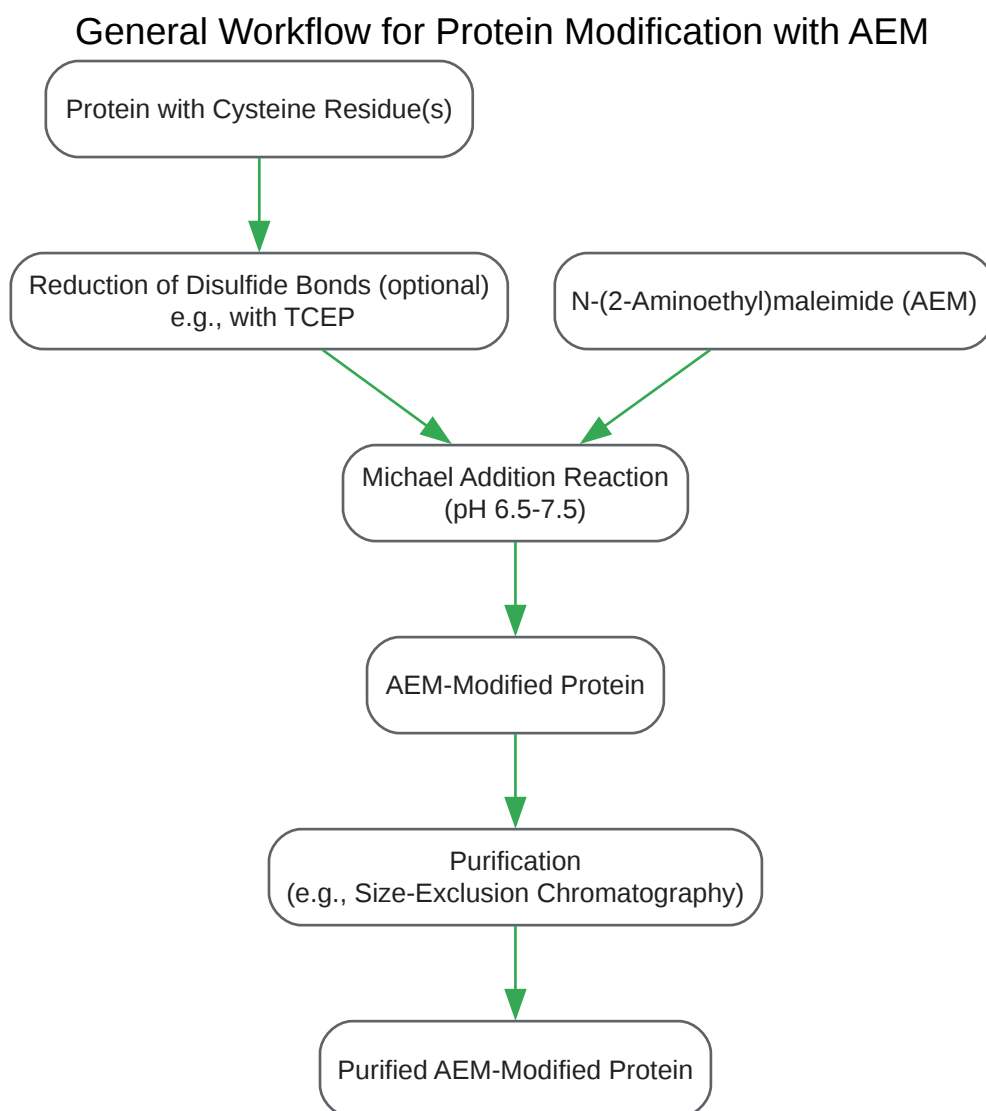 General Workflow for Protein Modification with AEM
Protein with Cysteine Residue(s)
Reduction of Disulfide Bonds (optional)
e.g., with TCEP
N-(2-Aminoethyl)maleimide (AEM)
Michael Addition Reaction
(pH 6.5-7.5)
AEM-Modified Protein
Purification
(e.g., Size-Exclusion Chromatography)
Purified AEM-Modified Protein